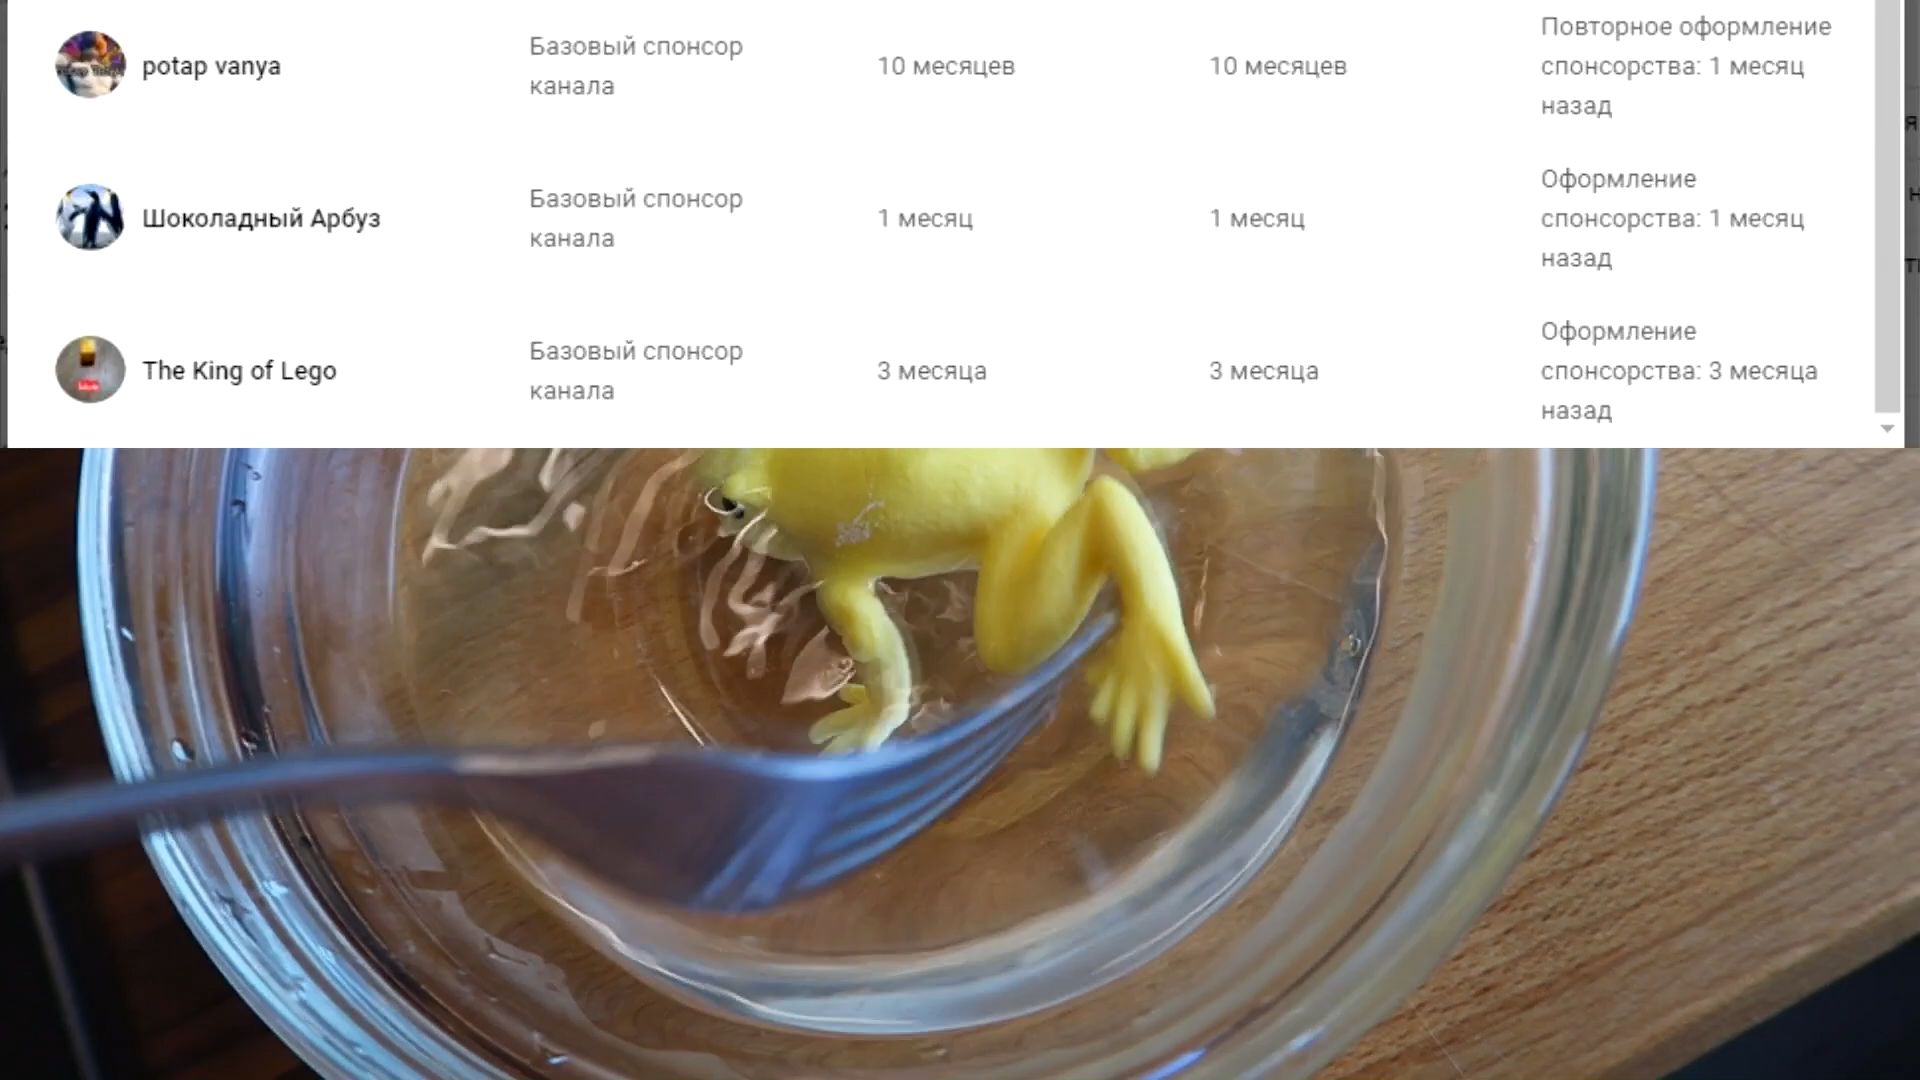 potap vanya
Базовый спонсор
канала
10 месяцев
10 месяцев
Повторное оформление
спонсорства: 1 месяц
назад
Шоколадный Арбуз
Базовый спонсор
канала
1 месяц
1 месяц
Оформление
спонсорства: 1 месяц
назад
The King of Lego
Базовый спонсор
канала
3 месяца
3 месяца
Оформление
спонсорства: 3 месяца
назад